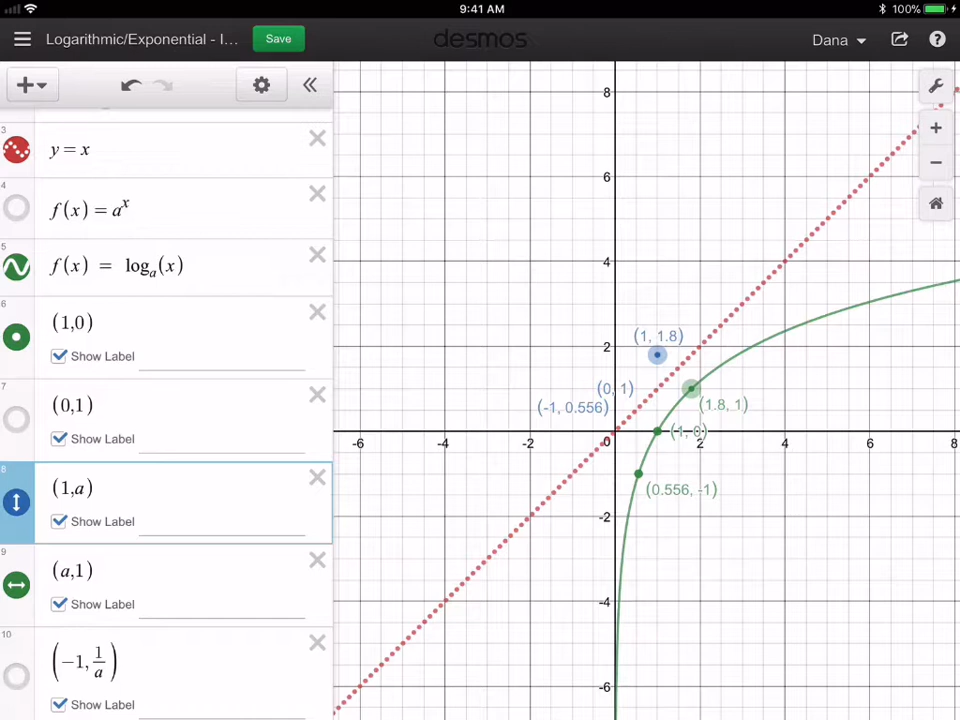 9:41 AM
100%
Logarithmic/Exponential - I...
Save
desmos
Dana
3
y = x
4
f(x) = aˣ
5
f(x) = logₐ(x)
6
(1,0)
Show Label
7
(0,1)
Show Label
8
(1,a)
Show Label
9
(a,1)
Show Label
10
(−1, 1/a)
Show Label
8
6
4
2
(1, 1.8)
(0, 1)
(-1, 0.556)
(1.8, 1)
(1, 0)
-6 -4 -2 0 2 4 6 8
(0.556, -1)
-2
-4
-6